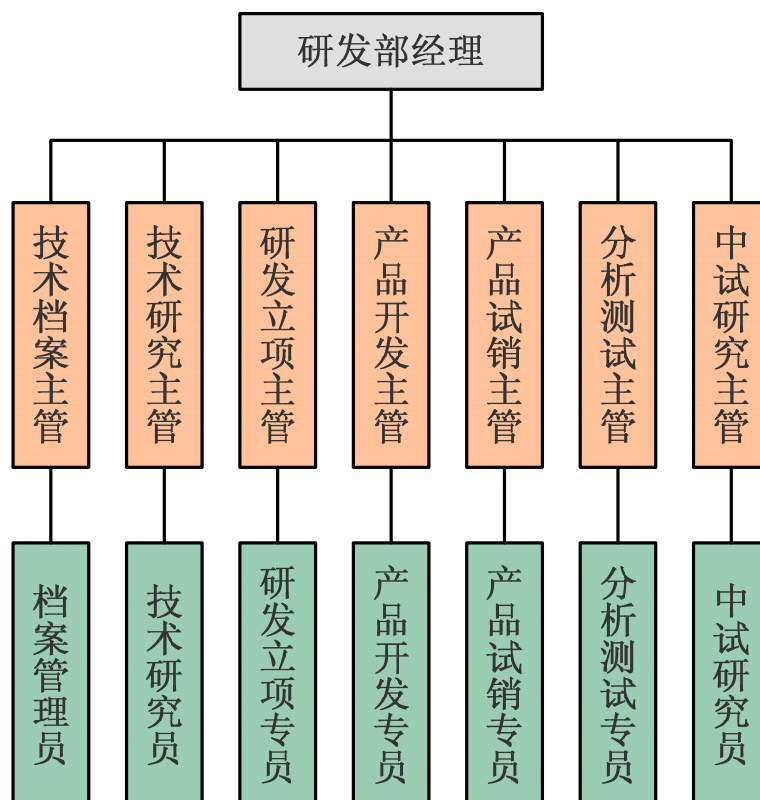 研发部经理
技术档案主管
技术研究主管
研发立项主管
产品开发主管
产品试销主管
分析测试主管
中试研究主管
档案管理员
技术研究员
研发立项专员
产品开发专员
产品试销专员
分析测试专员
中试研究员